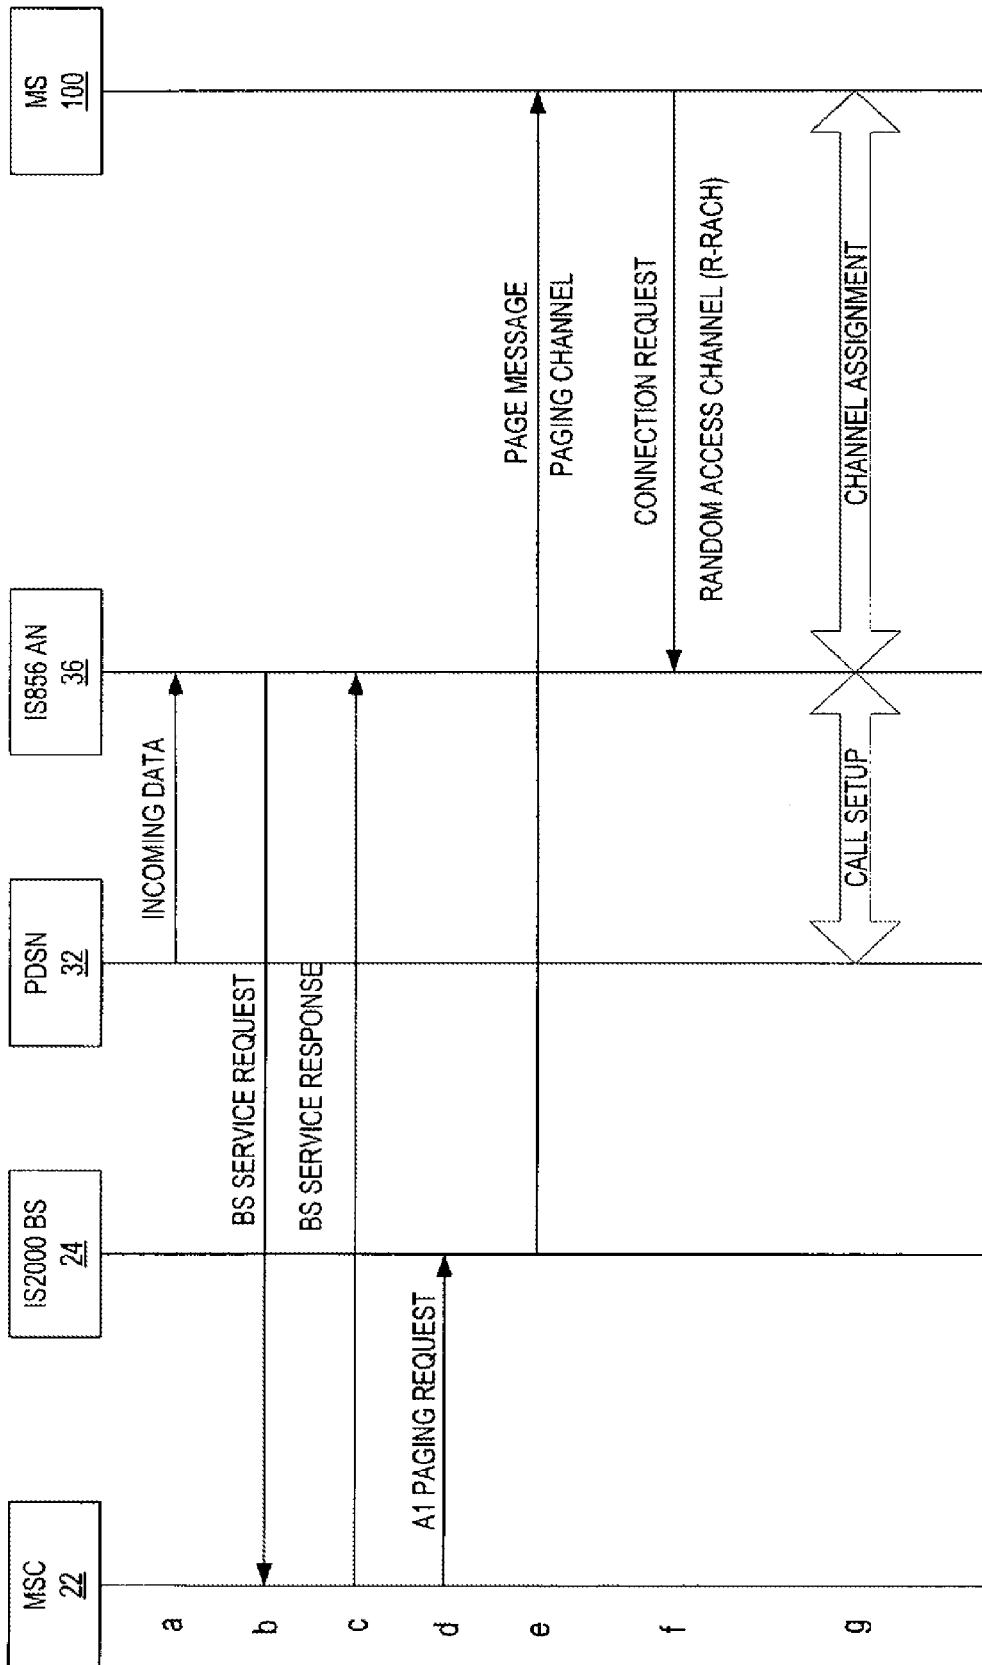 MSC
22
IS2000 BS
24
PDSN
32
IS856 AN
36
MS
100
a
INCOMING DATA
b
BS SERVICE REQUEST
c
BS SERVICE RESPONSE
d
A1 PAGING REQUEST
e
PAGE MESSAGE
PAGING CHANNEL
f
CONNECTION REQUEST
RANDOM ACCESS CHANNEL (R-RACH)
g
CALL SETUP
CHANNEL ASSIGNMENT